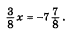 3/8 x = -7 7/8 .